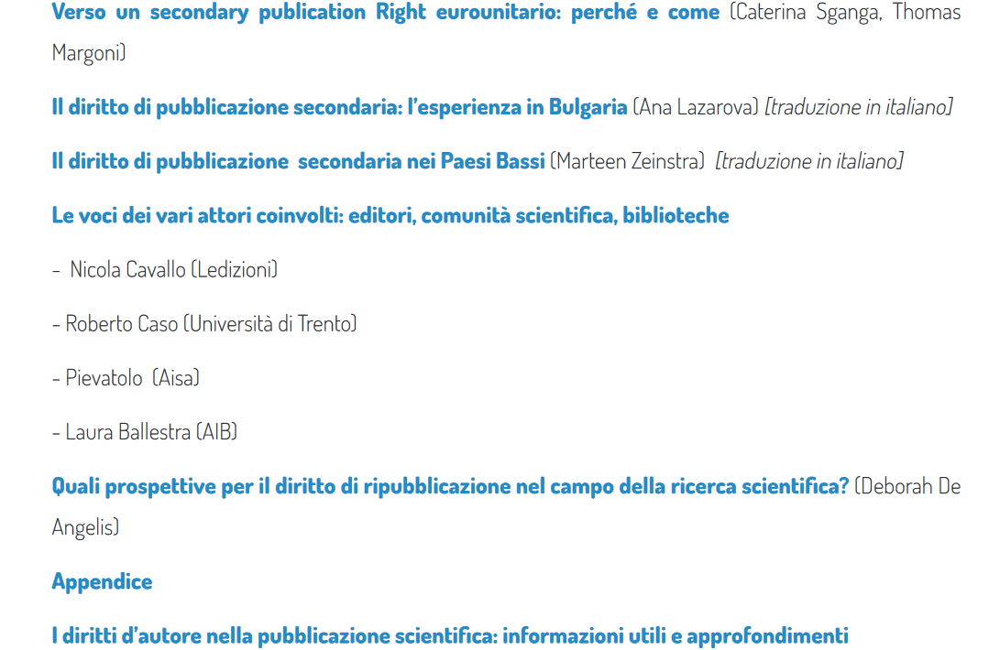 Verso un secondary publication Right eurounitario: perché e come (Caterina Sganga, Thomas
Margoni)
Il diritto di pubblicazione secondaria: l'esperienza in Bulgaria (Ana Lazarova) [traduzione in italiano]
Il diritto di pubblicazione  secondaria nei Paesi Bassi (Marteen Zeinstra)  [traduzione in italiano]
Le voci dei vari attori coinvolti: editori, comunità scientifica, biblioteche
-  Nicola Cavallo (Ledizioni)
- Roberto Caso (Università di Trento)
- Pievatolo  (Aisa)
- Laura Ballestra (AIB)
Quali prospettive per il diritto di ripubblicazione nel campo della ricerca scientifica? (Deborah De
Angelis)
Appendice
I diritti d'autore nella pubblicazione scientifica: informazioni utili e approfondimenti